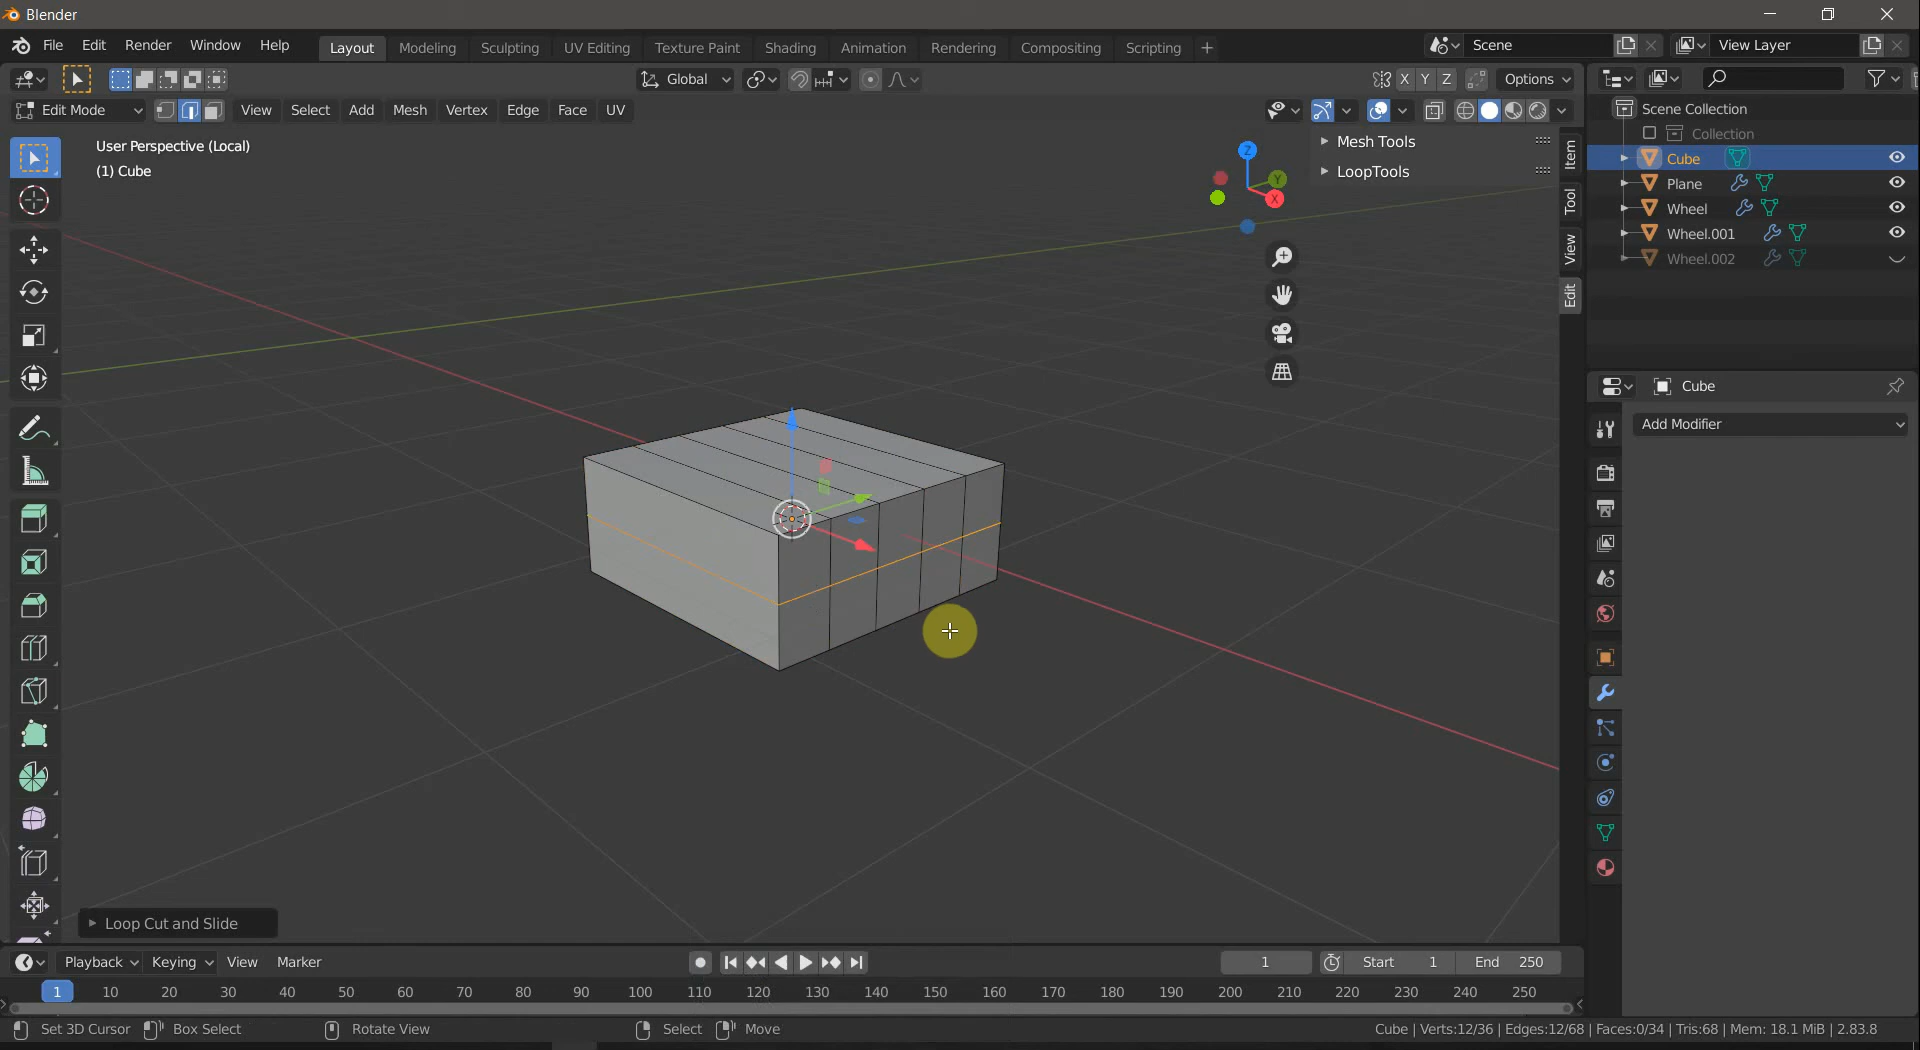 Blender
File Edit Render Window Help Layout Modeling Sculpting UV Editing Texture Paint Shading Animation Rendering Compositing Scripting + Scene View Layer
Global X Y Z Options
Edit Mode View Select Add Mesh Vertex Edge Face UV
User Perspective (Local)
(1) Cube
Z
Y
X
Mesh Tools
LoopTools
Item
Tool
View
Edit
Scene Collection
Collection
Cube
Plane
Wheel
Wheel.001
Wheel.002
Cube
Add Modifier
Loop Cut and Slide
Playback Keying View Marker 1 Start 1 End 250
1 10 20 30 40 50 60 70 80 90 100 110 120 130 140 150 160 170 180 190 200 210 220 230 240 250
Set 3D Cursor Box Select Rotate View Select Move Cube | Verts:12/36 | Edges:12/68 | Faces:0/34 | Tris:68 | Mem: 18.1 MiB | 2.83.8